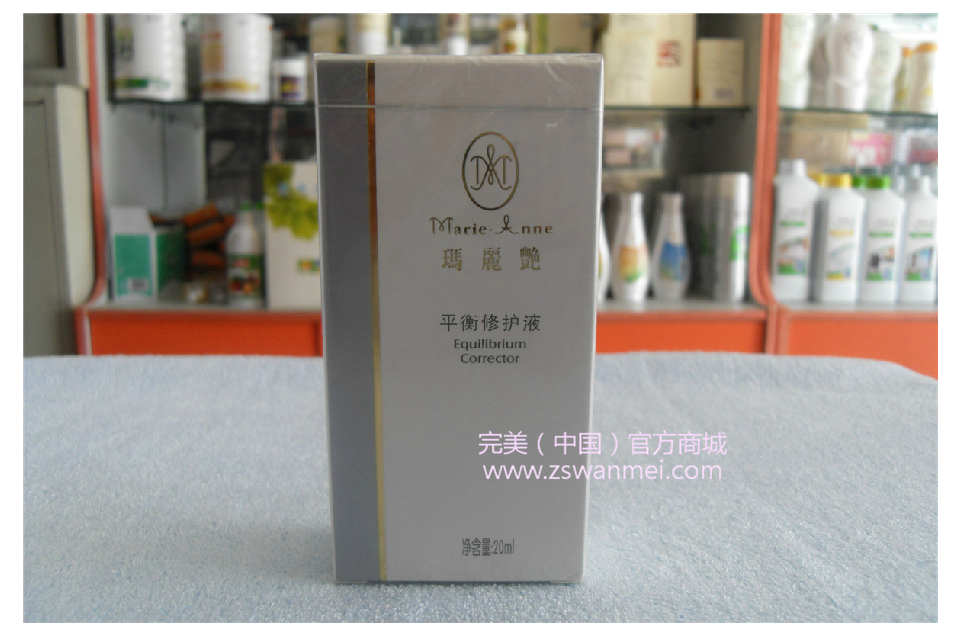 Marie·Anne
瑪麗艷
平衡修护液
Equilibrium
Corrector
完美（中国）官方商城
www.zswanmei.com
净含量:20ml